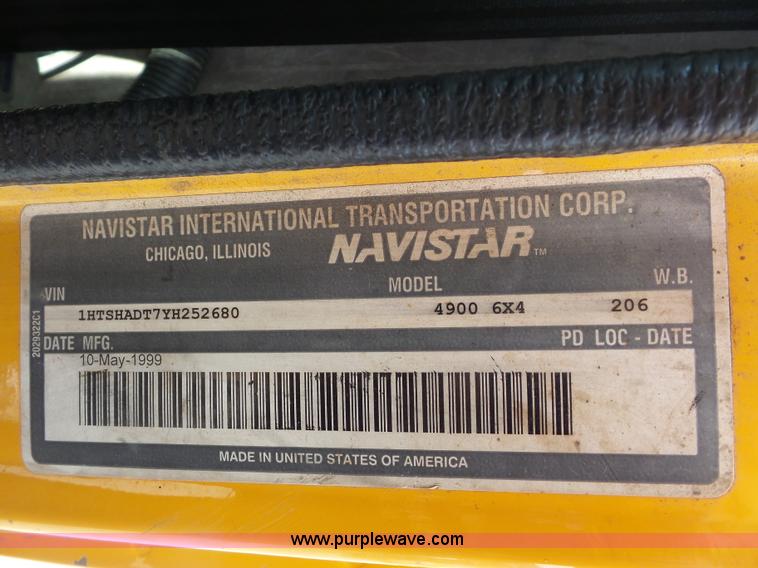 NAVISTAR INTERNATIONAL TRANSPORTATION CORP.
CHICAGO, ILLINOIS NAVISTAR™
VIN MODEL W.B.
1HTSHADT7YH252680 4900 6X4 206
DATE MFG. PD LOC - DATE
10-May-1999
MADE IN UNITED STATES OF AMERICA
2029322C1
www.purplewave.com